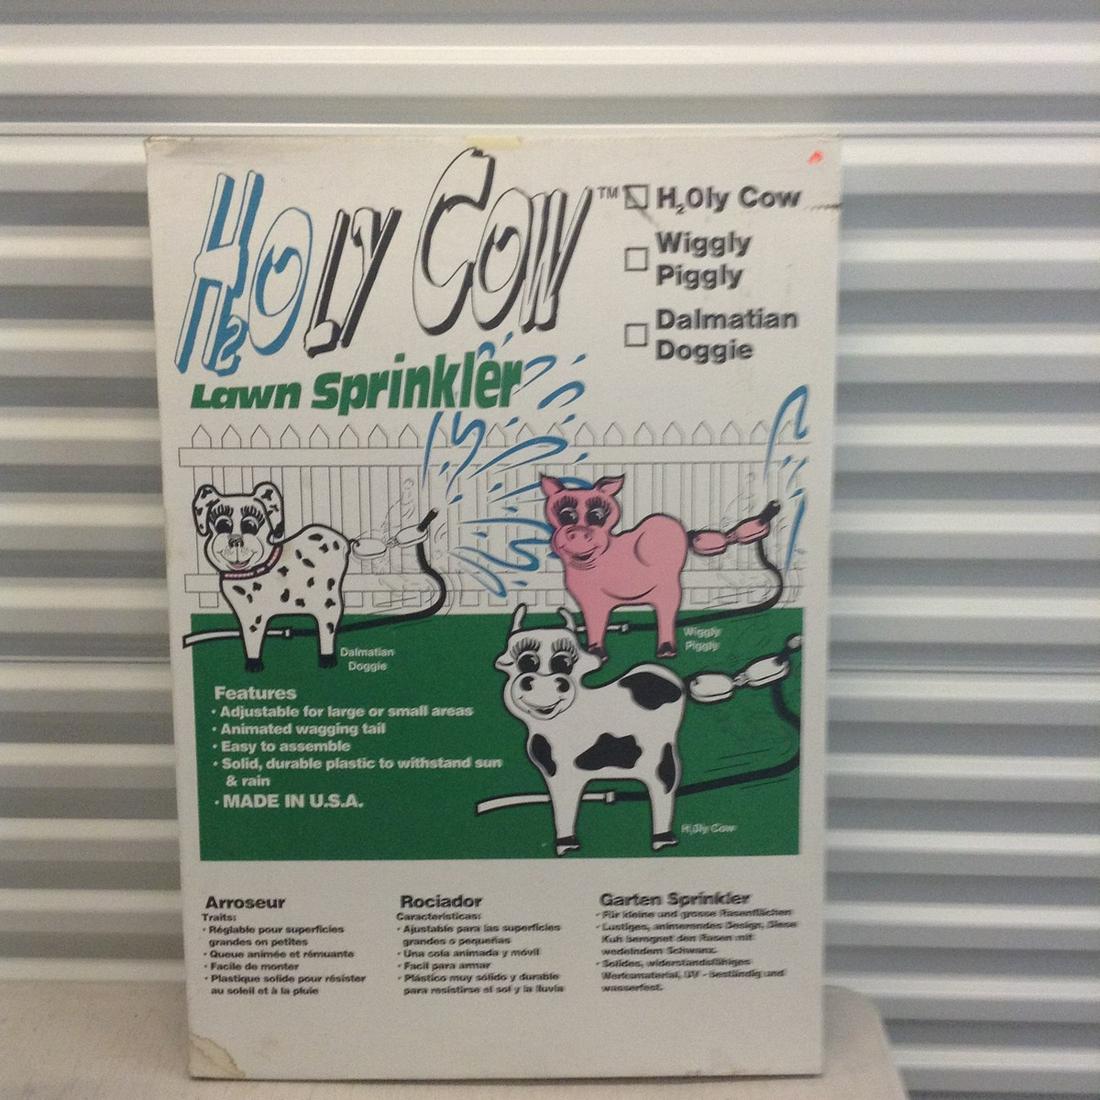 H2OLY COW™
Lawn Sprinkler
H2Oly Cow
Wiggly
Piggly
Dalmatian
Doggie
Dalmatian
Doggie
Wiggly
Piggly
H2Oly Cow
Features
· Adjustable for large or small areas
· Animated wagging tail
· Easy to assemble
· Solid, durable plastic to withstand sun
& rain
· MADE IN U.S.A.
Arroseur
Traits:
· Réglable pour superficies
grandes on petites
· Queue animée et rémuante
· Facile de monter
· Plastique solide pour résister
au soleil et à la pluie
Rociador
Caracteristicas:
· Ajustable para las superficies
grandes o pequeñas
· Una cola animada y móvil
· Facil para armar
· Plástico muy sólido y durable
para resistirse el sol y la lluvia
Garten Sprinkler
· Für kleine und grosse Rasenflächen
· Lustiges, animerendes Design, Diese
Kuh beregnet den Rasen mit
wedelndem Schwanz.
· Solides, widerstandsfähiges
Werksmaterial, UV - beständig und
wasserfest.